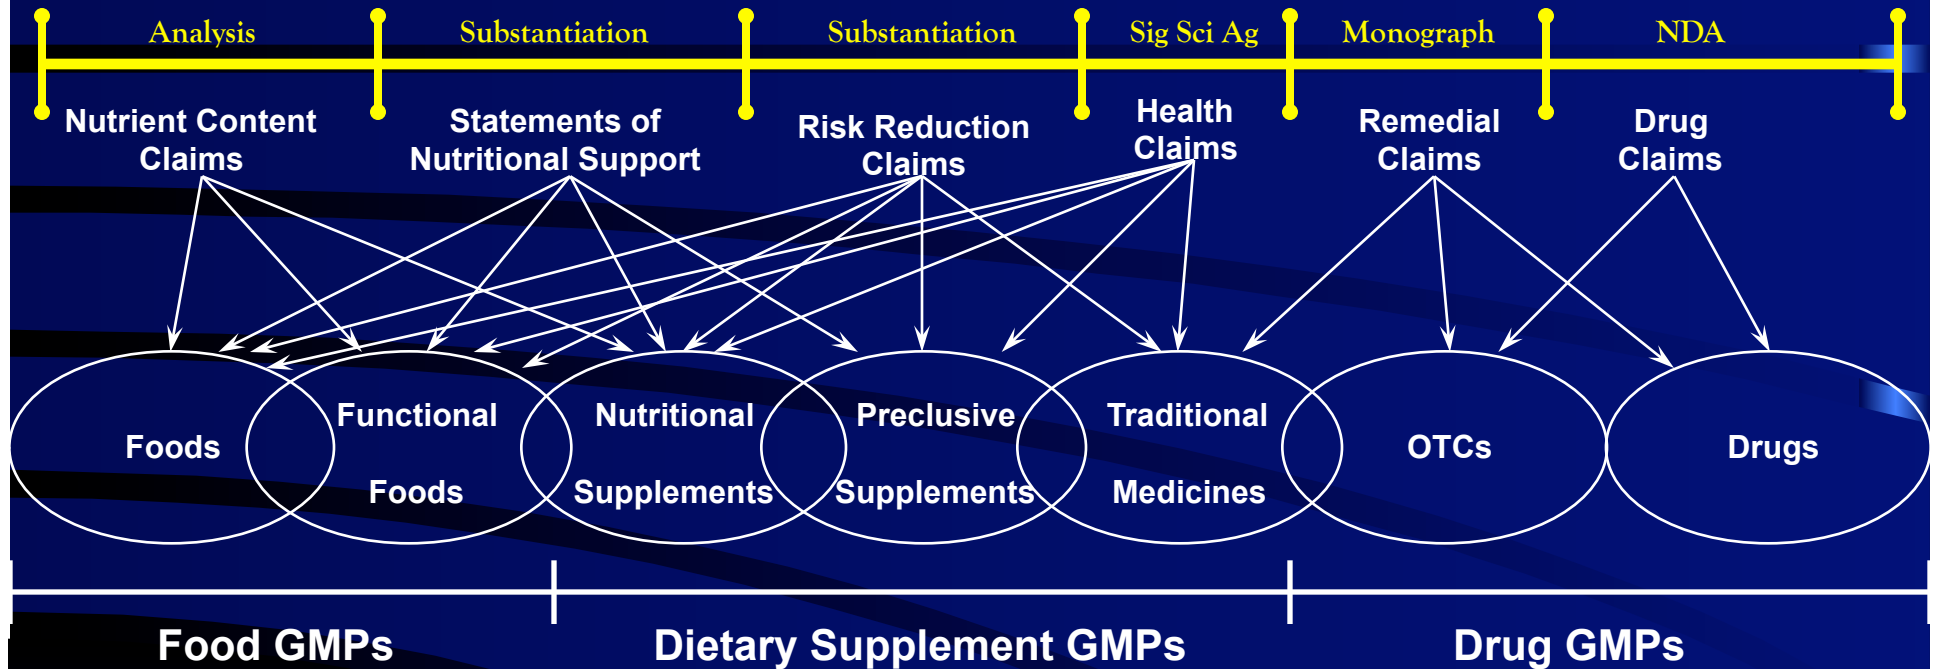 Analysis Substantiation Substantiation Sig Sci Ag Monograph NDA
Nutrient Content
Claims
Statements of
Nutritional Support
Risk Reduction
Claims
Health
Claims
Remedial
Claims
Drug
Claims
Foods
Functional
Foods
Nutritional
Supplements
Preclusive
Supplements
Traditional
Medicines
OTCs
Drugs
Food GMPs Dietary Supplement GMPs Drug GMPs